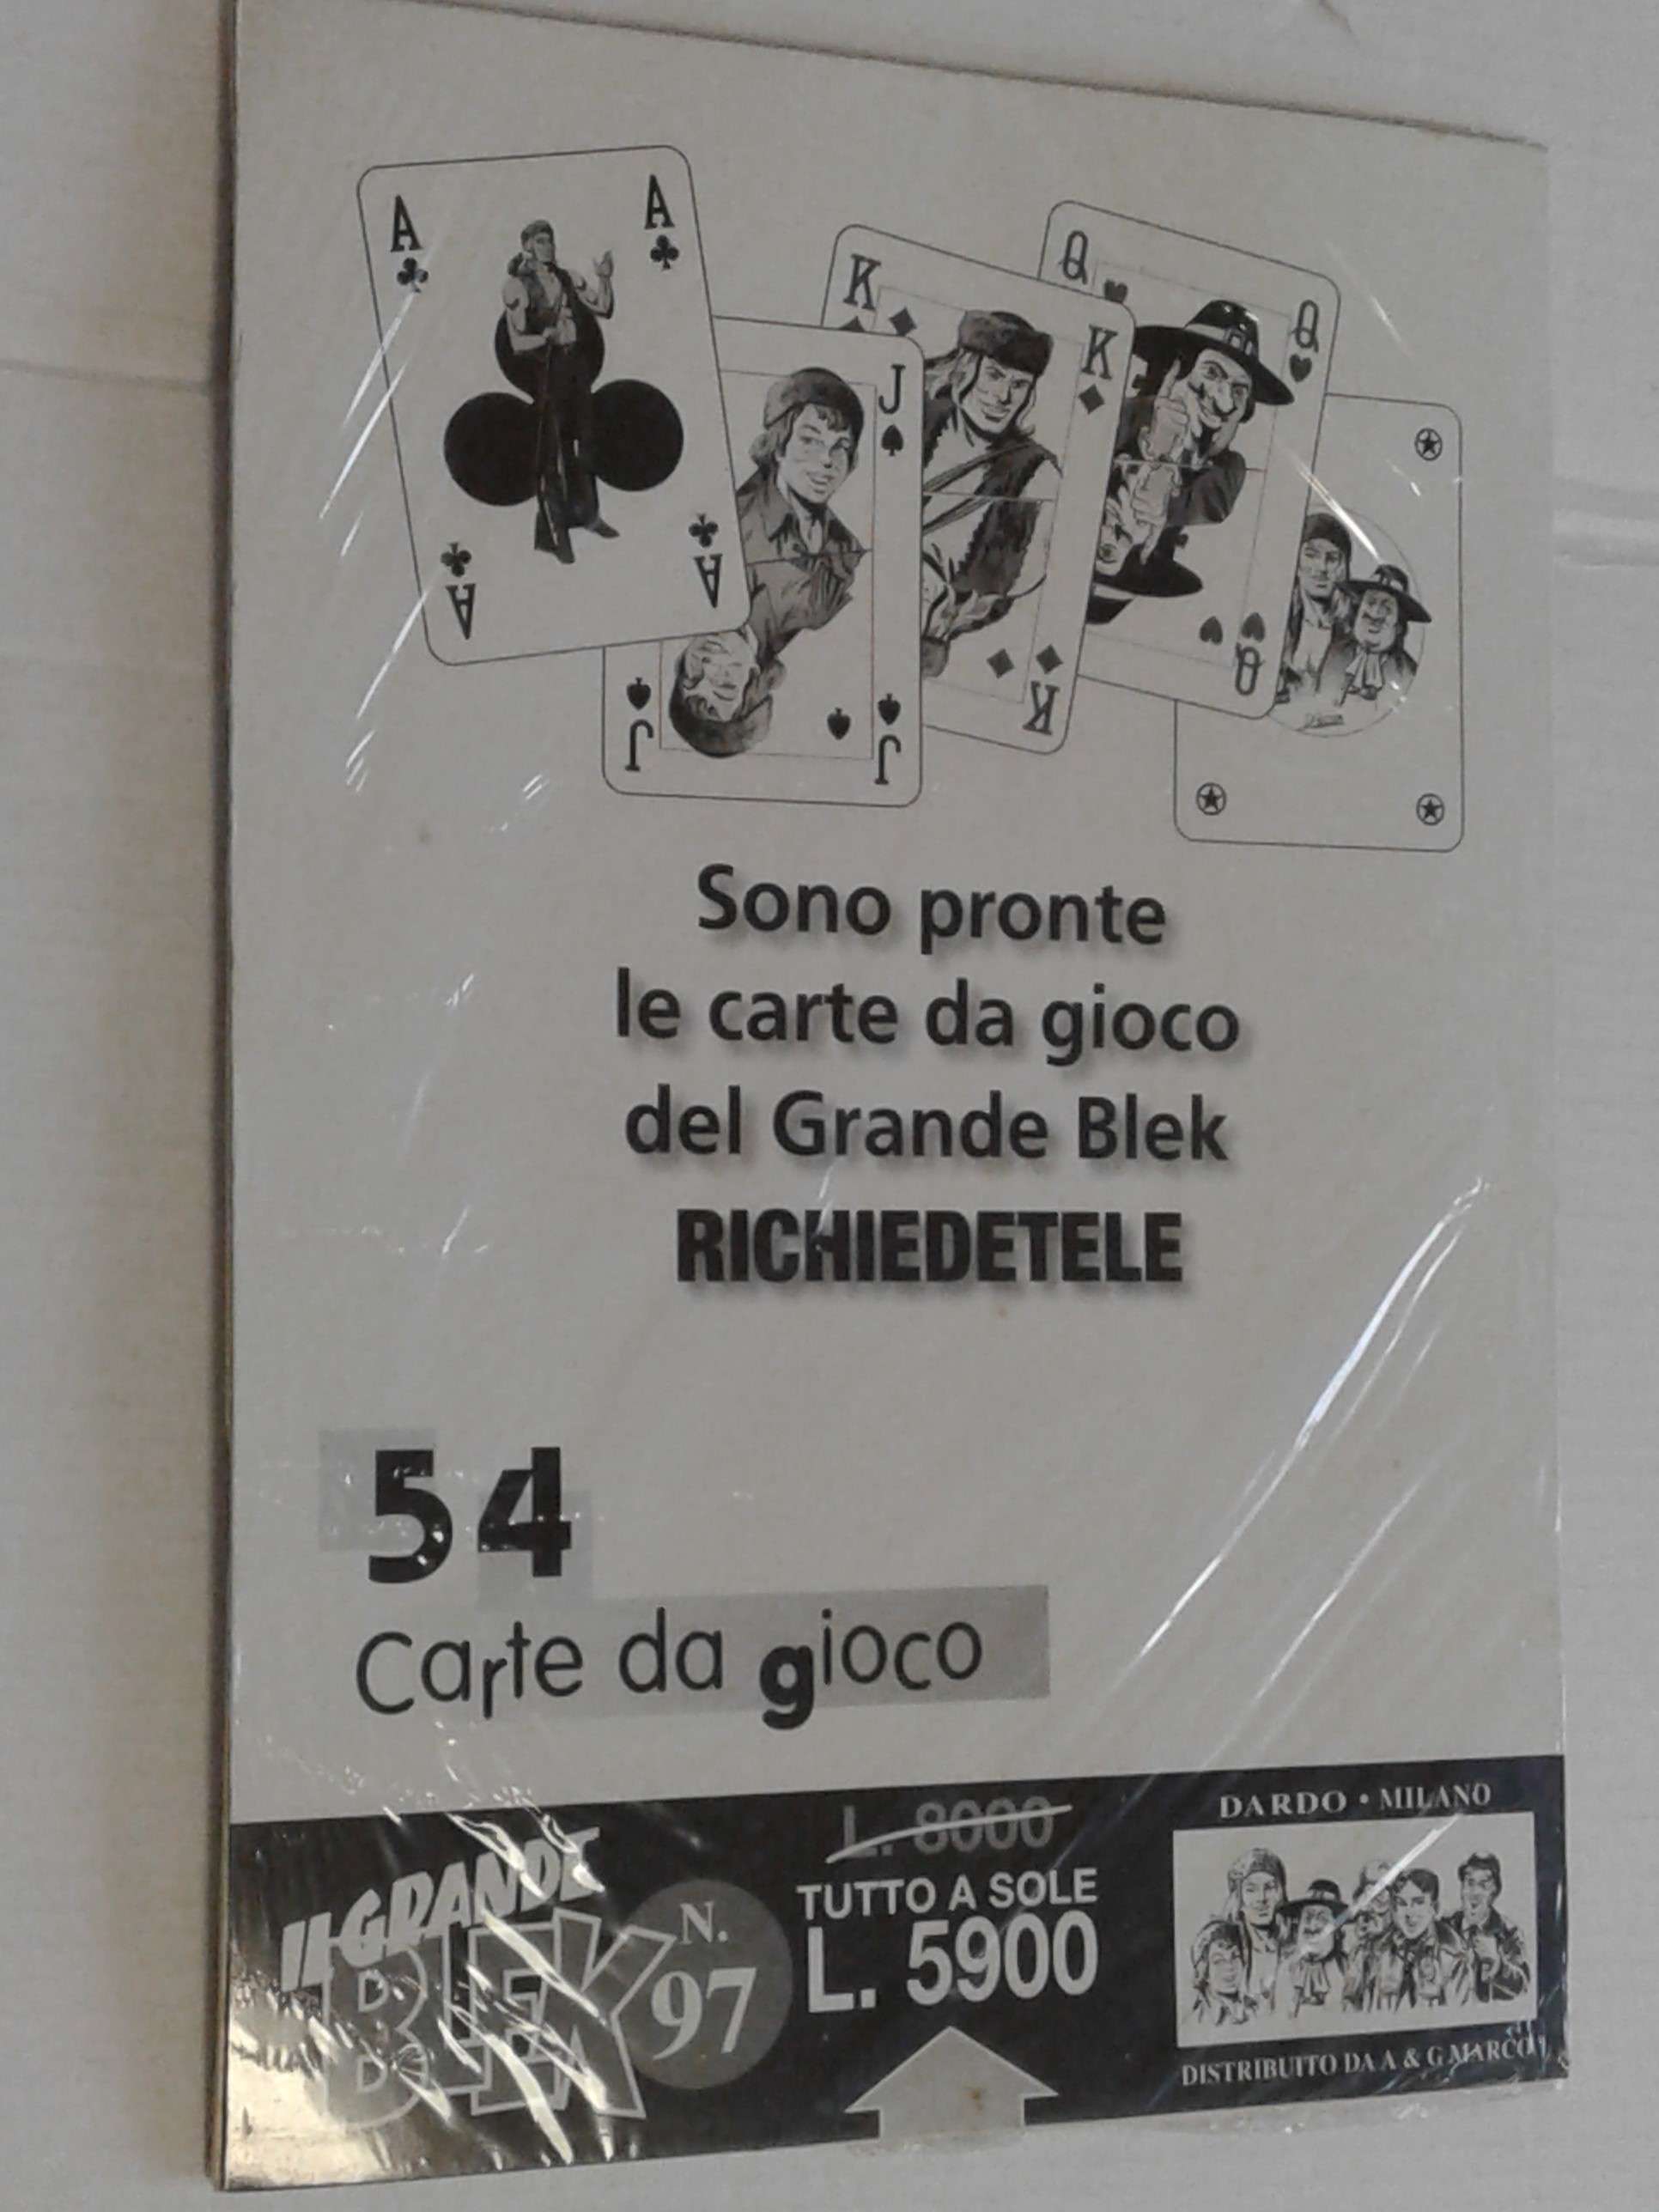 A A
A A
J
J J
K K
K
Q Q
Q
Sono pronte
le carte da gioco
del Grande Blek
RICHIEDETELE
54
Carte da gioco
IL GRANDE
BLEK
N.
97
L. 8000
TUTTO A SOLE
L. 5900
DARDO • MILANO
DISTRIBUITO DA A & G MARCO